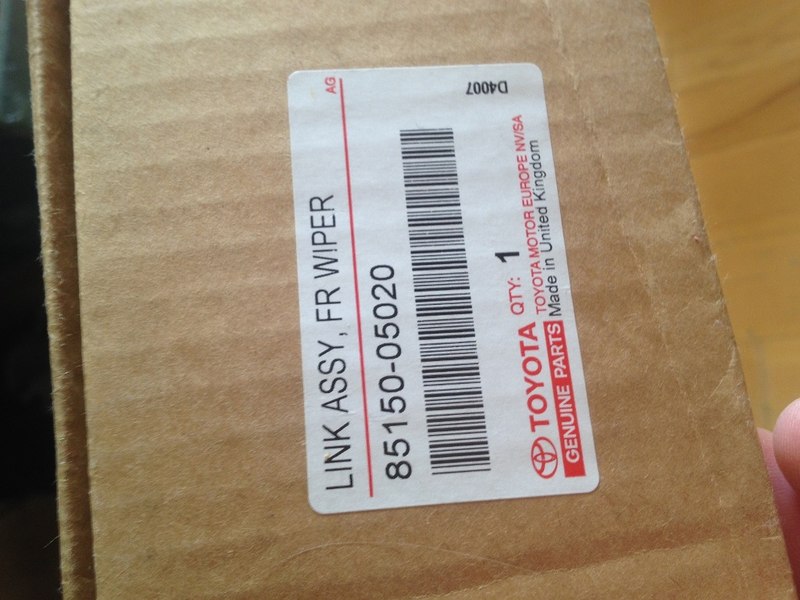 AG
LINK ASSY, FR WIPER
85150-05020
D4007
TOYOTA QTY: 1
GENUINE PARTS
TOYOTA MOTOR EUROPE NV/SA
Made in United Kingdom